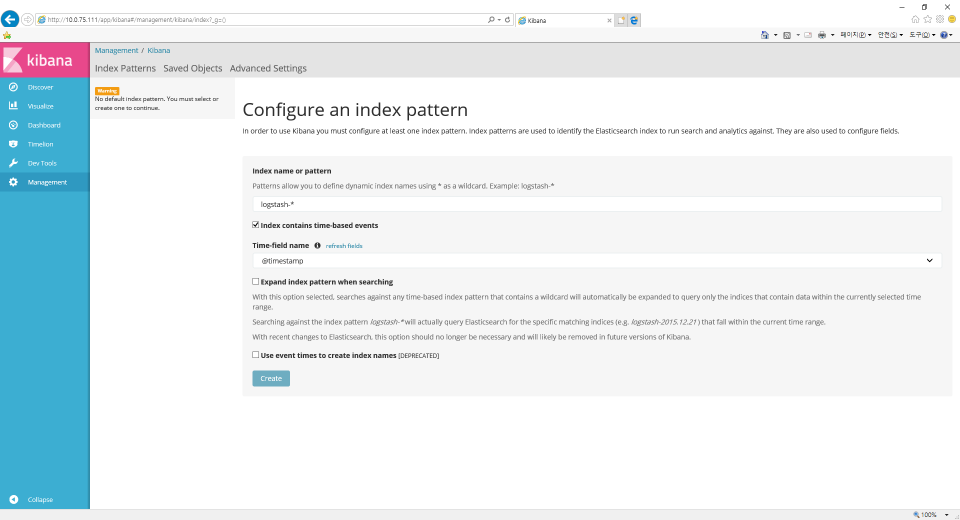 http://10.0.75.111/app/kibana#/management/kibana/index?_g=()
Kibana
페이지(P)
안전(S)
도구(O)
kibana
Management / Kibana
Index Patterns Saved Objects Advanced Settings
Discover
Visualize
Dashboard
Timelion
Dev Tools
Management
Collapse
Warning
No default index pattern. You must select or
create one to continue.
Configure an index pattern
In order to use Kibana you must configure at least one index pattern. Index patterns are used to identify the Elasticsearch index to run search and analytics against. They are also used to configure fields.
Index name or pattern
Patterns allow you to define dynamic index names using * as a wildcard. Example: logstash-*
logstash-*
Index contains time-based events
Time-field name refresh fields
@timestamp
Expand index pattern when searching
With this option selected, searches against any time-based index pattern that contains a wildcard will automatically be expanded to query only the indices that contain data within the currently selected time
range.
Searching against the index pattern logstash-* will actually query Elasticsearch for the specific matching indices (e.g. logstash-2015.12.21 ) that fall within the current time range.
With recent changes to Elasticsearch, this option should no longer be necessary and will likely be removed in future versions of Kibana.
Use event times to create index names [DEPRECATED]
Create
100%